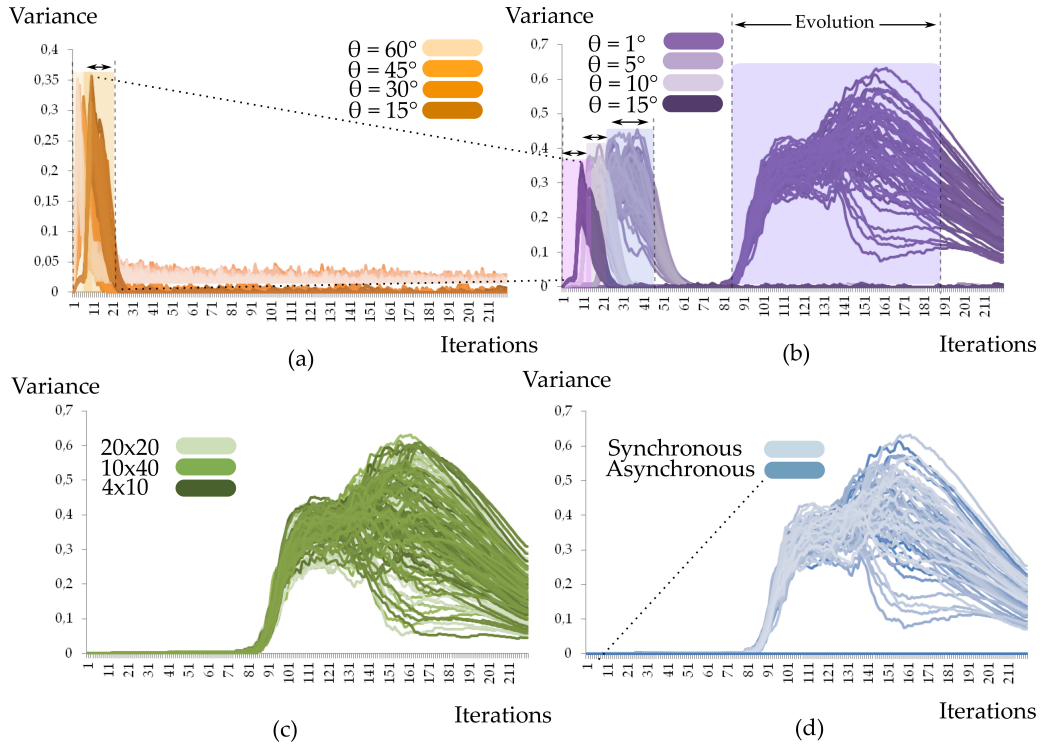 Variance
0,4
0,35
0,3
0,25
0,2
0,15
0,1
0,05
0
θ = 60°
θ = 45°
θ = 30°
θ = 15°
1 11 21 31 41 51 61 71 81 91 101 111 121 131 141 151 161 171 181 191 201 211
Iterations
(a)
Variance
0,7
0,6
0,5
0,4
0,3
0,2
0,1
0
θ = 1°
θ = 5°
θ = 10°
θ = 15°
Evolution
1 11 21 31 41 51 61 71 81 91 101 111 121 131 141 151 161 171 181 191 201 211
Iterations
(b)
Variance
0,7
0,6
0,5
0,4
0,3
0,2
0,1
0
20x20
10x40
4x10
1 11 21 31 41 51 61 71 81 91 101 111 121 131 141 151 161 171 181 191 201 211
Iterations
(c)
Variance
0,7
0,6
0,5
0,4
0,3
0,2
0,1
0
Synchronous
Asynchronous
1 11 21 31 41 51 61 71 81 91 101 111 121 131 141 151 161 171 181 191 201 211
Iterations
(d)